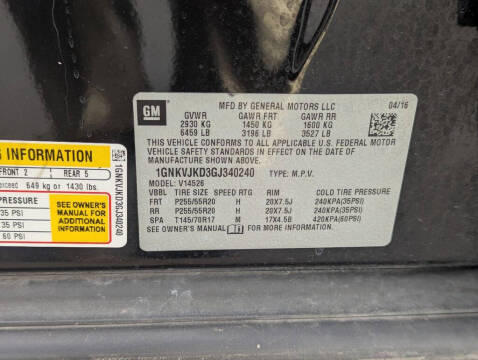 GM
MFD BY GENERAL MOTORS LLC 04/16
GVWR GAWR FRT GAWR RR
2930 KG 1450 KG 1600 KG
6459 LB 3196 LB 3527 LB
THIS VEHICLE CONFORMS TO ALL APPLICABLE U.S. FEDERAL MOTOR
VEHICLE SAFETY STANDARDS IN EFFECT ON THE DATE OF
MANUFACTURE SHOWN ABOVE.
1GNKVJKD3GJ340240 TYPE: M.P.V.
MODEL: V14526
VBBL TIRE SIZE SPEED RTG RIM COLD TIRE PRESSURE
FRT P255/55R20 H 20X7.5J 240KPA(35PSI)
RR P255/55R20 H 20X7.5J 240KPA(35PSI)
SPA T145/70R17 M 17X4.5B 420KPA(60PSI)
SEE OWNER'S MANUAL FOR MORE INFORMATION.
INFORMATION
FRONT 2 REAR 5
exceed 649 kg or 1430 lbs.
PRESSURE
35 PSI
35 PSI
60 PSI
SEE OWNER'S
MANUAL FOR
ADDITIONAL
INFORMATION
1GNKVJKD3GJ340240